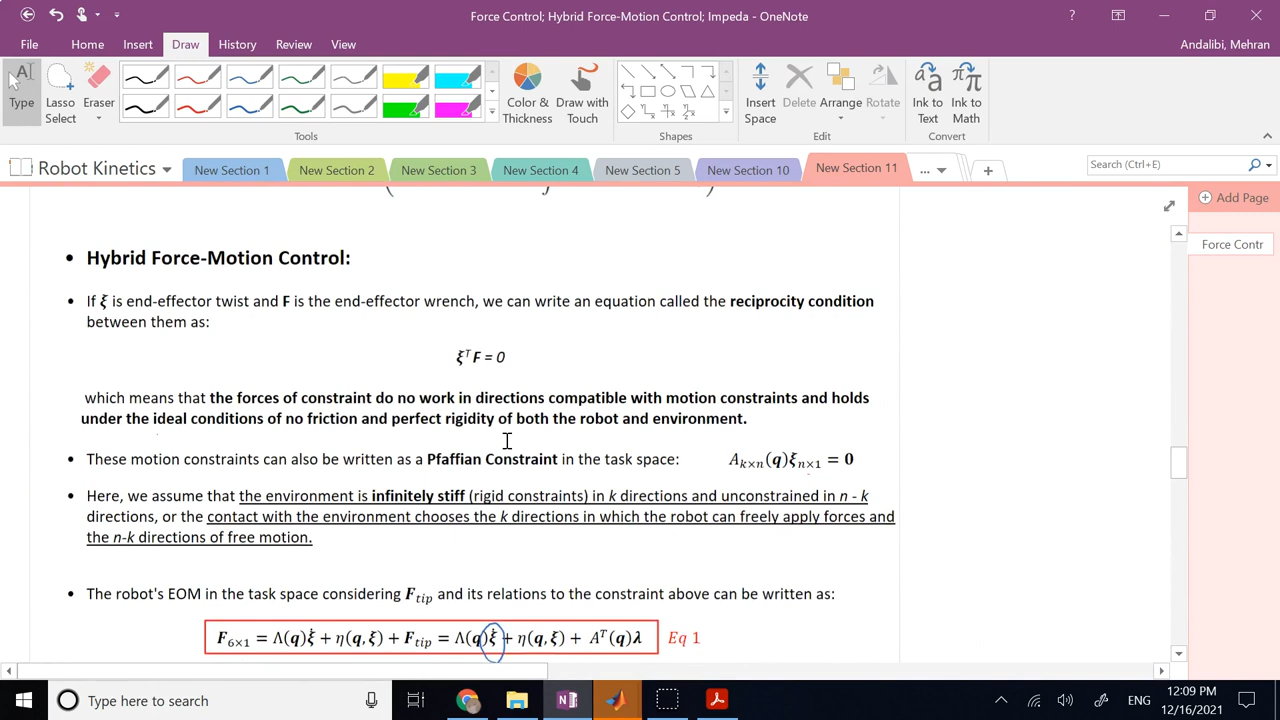 Force Control; Hybrid Force-Motion Control; Impeda - OneNote
File Home Insert Draw History Review View
Andalibi, Mehran
Type
Lasso Select
Eraser
Color & Thickness
Draw with Touch
Insert Space
Delete
Arrange
Rotate
Ink to Text
Ink to Math
Tools
Shapes
Edit
Convert
Robot Kinetics
New Section 1
New Section 2
New Section 3
New Section 4
New Section 5
New Section 10
New Section 11
...
Search (Ctrl+E)
Add Page
Force Contr
• Hybrid Force-Motion Control:
• If ξ is end-effector twist and F is the end-effector wrench, we can write an equation called the reciprocity condition
between them as:
ξᵀF = 0
which means that the forces of constraint do no work in directions compatible with motion constraints and holds
under the ideal conditions of no friction and perfect rigidity of both the robot and environment.
• These motion constraints can also be written as a Pfaffian Constraint in the task space: A_{k×n}(q)ξ_{n×1} = 0
• Here, we assume that the environment is infinitely stiff (rigid constraints) in k directions and unconstrained in n - k
directions, or the contact with the environment chooses the k directions in which the robot can freely apply forces and
the n-k directions of free motion.
• The robot's EOM in the task space considering F_{tip} and its relations to the constraint above can be written as:
F_{6×1} = Λ(q)ξ̇ + η(q, ξ) + F_{tip} = Λ(q)ξ̇ + η(q, ξ) + Aᵀ(q)λ Eq 1
Type here to search
ENG
12:09 PM
12/16/2021